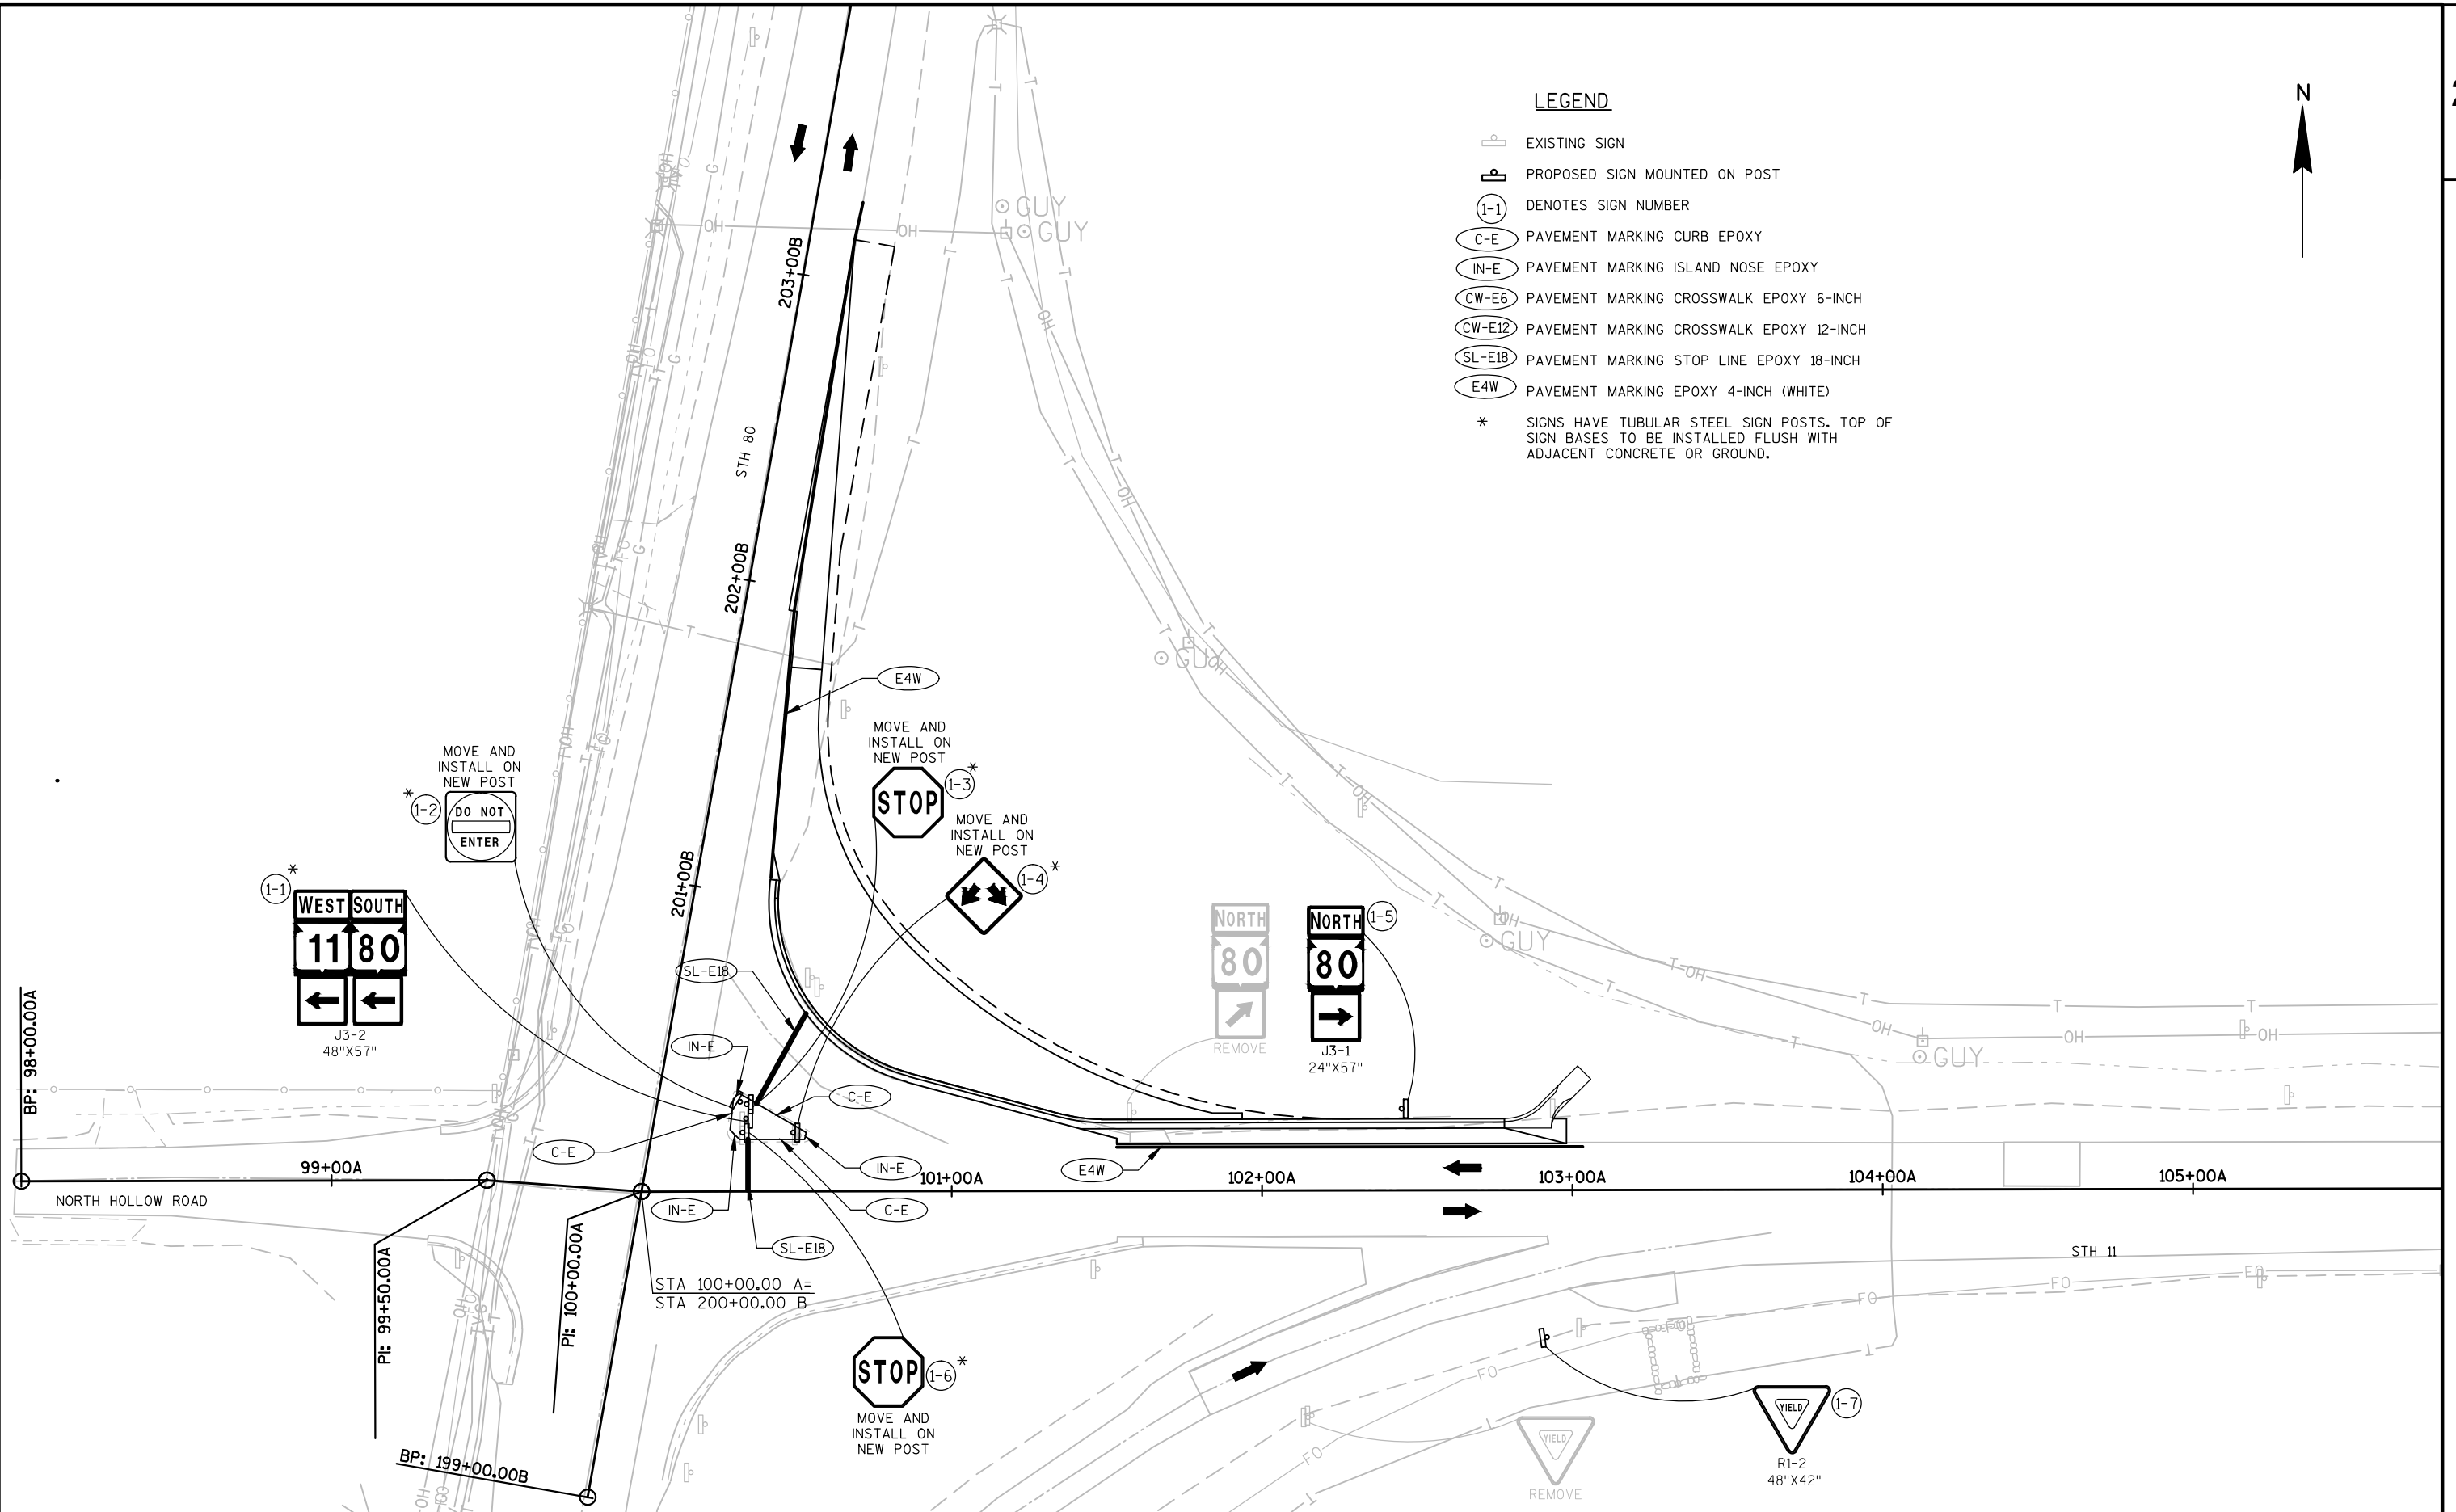 LEGEND
EXISTING SIGN
PROPOSED SIGN MOUNTED ON POST
1-1 DENOTES SIGN NUMBER
C-E PAVEMENT MARKING CURB EPOXY
IN-E PAVEMENT MARKING ISLAND NOSE EPOXY
CW-E6 PAVEMENT MARKING CROSSWALK EPOXY 6-INCH
CW-E12 PAVEMENT MARKING CROSSWALK EPOXY 12-INCH
SL-E18 PAVEMENT MARKING STOP LINE EPOXY 18-INCH
E4W PAVEMENT MARKING EPOXY 4-INCH (WHITE)
* SIGNS HAVE TUBULAR STEEL SIGN POSTS. TOP OF
SIGN BASES TO BE INSTALLED FLUSH WITH
ADJACENT CONCRETE OR GROUND.
N
GUY
GUY
GUY
GUY
GUY
203+00B
STH 80
202+00B
201+00B
E4W
MOVE AND
INSTALL ON
NEW POST
STOP
1-3 *
MOVE AND
INSTALL ON
NEW POST
* 1-2
DO NOT
ENTER
MOVE AND
INSTALL ON
NEW POST
1-4 *
1-1 *
WEST SOUTH
11 80
J3-2
48"X57"
NORTH
80
REMOVE
NORTH
80
1-5
J3-1
24"X57"
SL-E18
IN-E
C-E
C-E
IN-E
IN-E
C-E
SL-E18
E4W
BP: 98+00.00A
99+00A
101+00A
102+00A
103+00A
104+00A
105+00A
NORTH HOLLOW ROAD
STH 11
PI: 99+50.00A
PI: 100+00.00A
STA 100+00.00 A=
STA 200+00.00 B
BP: 199+00.00B
STOP
1-6 *
MOVE AND
INSTALL ON
NEW POST
YIELD
REMOVE
YIELD
1-7
R1-2
48"X42"